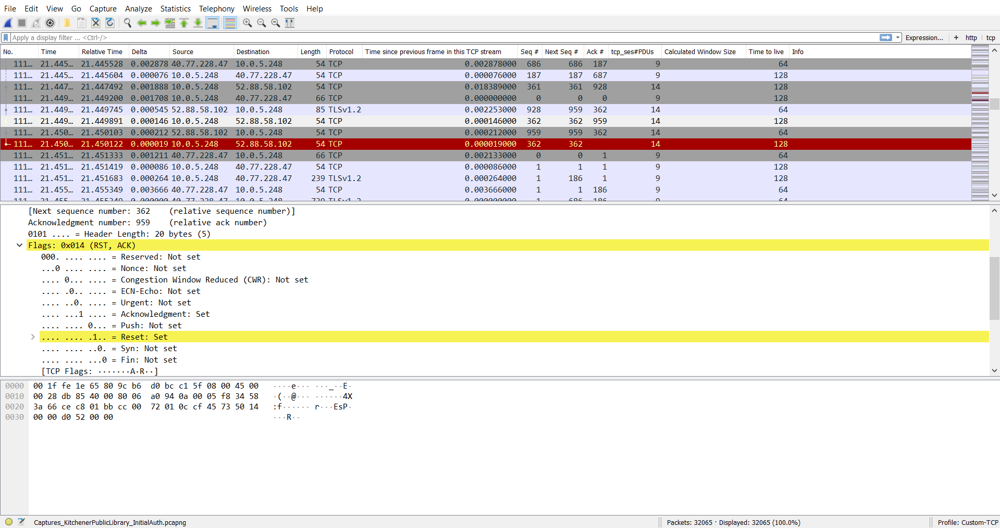 File Edit View Go Capture Analyze Statistics Telephony Wireless Tools Help
Apply a display filter ... <Ctrl-/> Expression... + http tcp
No. Time Relative Time Delta Source Destination Length Protocol Time since previous frame in this TCP stream Seq # Next Seq # Ack # tcp_ses#PDUs Calculated Window Size Time to live Info
111... 21.445... 21.445528 0.002878 40.77.228.47 10.0.5.248 54 TCP 0.002878000 686 686 187 9 64
111... 21.445... 21.445604 0.000076 10.0.5.248 40.77.228.47 54 TCP 0.000076000 187 187 687 9 128
111... 21.447... 21.447492 0.001888 10.0.5.248 52.88.58.102 54 TCP 0.018389000 361 361 928 14 128
111... 21.449... 21.449200 0.001708 10.0.5.248 40.77.228.47 66 TCP 0.000000000 0 0 0 9 128
111... 21.449... 21.449745 0.000545 52.88.58.102 10.0.5.248 85 TLSv1.2 0.002253000 928 959 362 14 64
111... 21.449... 21.449891 0.000146 10.0.5.248 52.88.58.102 54 TCP 0.000146000 362 362 959 14 128
111... 21.450... 21.450103 0.000212 52.88.58.102 10.0.5.248 54 TCP 0.000212000 959 959 362 14 64
111... 21.450... 21.450122 0.000019 10.0.5.248 52.88.58.102 54 TCP 0.000019000 362 362 14 128
111... 21.451... 21.451333 0.001211 40.77.228.47 10.0.5.248 66 TCP 0.002133000 0 0 1 9 64
111... 21.451... 21.451419 0.000086 10.0.5.248 40.77.228.47 54 TCP 0.000086000 1 1 1 9 128
111... 21.451... 21.451683 0.000264 10.0.5.248 40.77.228.47 239 TLSv1.2 0.000264000 1 186 1 9 128
111... 21.455... 21.455349 0.003666 40.77.228.47 10.0.5.248 54 TCP 0.003666000 1 1 186 9 64
[Next sequence number: 362 (relative sequence number)]
Acknowledgment number: 959 (relative ack number)
0101 .... = Header Length: 20 bytes (5)
Flags: 0x014 (RST, ACK)
000. .... .... = Reserved: Not set
...0 .... .... = Nonce: Not set
.... 0... .... = Congestion Window Reduced (CWR): Not set
.... .0.. .... = ECN-Echo: Not set
.... ..0. .... = Urgent: Not set
.... ...1 .... = Acknowledgment: Set
.... .... 0... = Push: Not set
.... .... .1.. = Reset: Set
.... .... ..0. = Syn: Not set
.... .... ...0 = Fin: Not set
[TCP Flags: ·······A·R··]
0000 00 1f fe 1e 65 80 9c b6 d0 bc c1 5f 08 00 45 00 ····e··· ···_··E·
0010 00 28 db 85 40 00 80 06 a0 94 0a 00 05 f8 34 58 ·(··@··· ······4X
0020 3a 66 ce c8 01 bb cc 00 72 01 0c cf 45 73 50 14 :f······ r···EsP·
0030 00 00 d0 52 00 00 ···R··
Captures_KitchenerPublicLibrary_InitialAuth.pcapng Packets: 32065 · Displayed: 32065 (100.0%) Profile: Custom-TCP